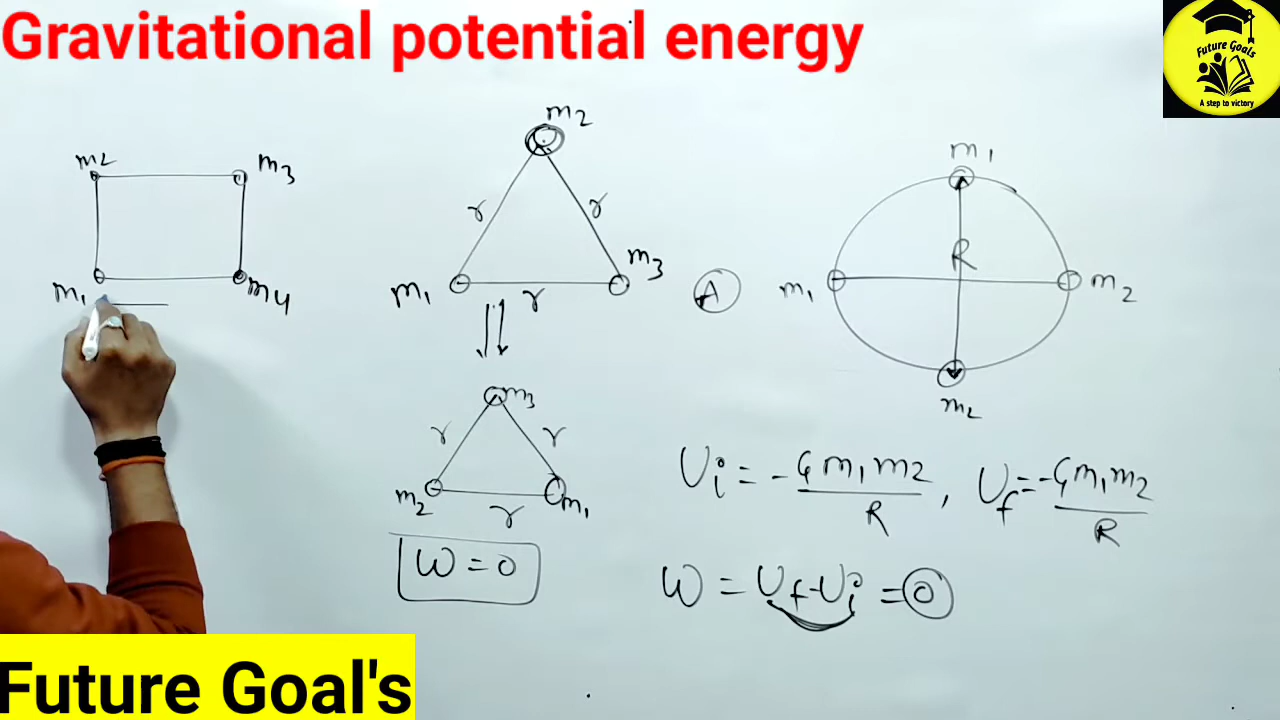 Gravitational potential energy
Future Goals
A step to victory
m2
m3
m1
m4
m2
r
r
m1
r
m3
m3
r
r
m2
r
m1
W = 0
A
m1
R
m1
m2
m2
Ui = -Gm1m2/R, Uf = -Gm1m2/R
W = Uf - Ui = 0
Future Goal's